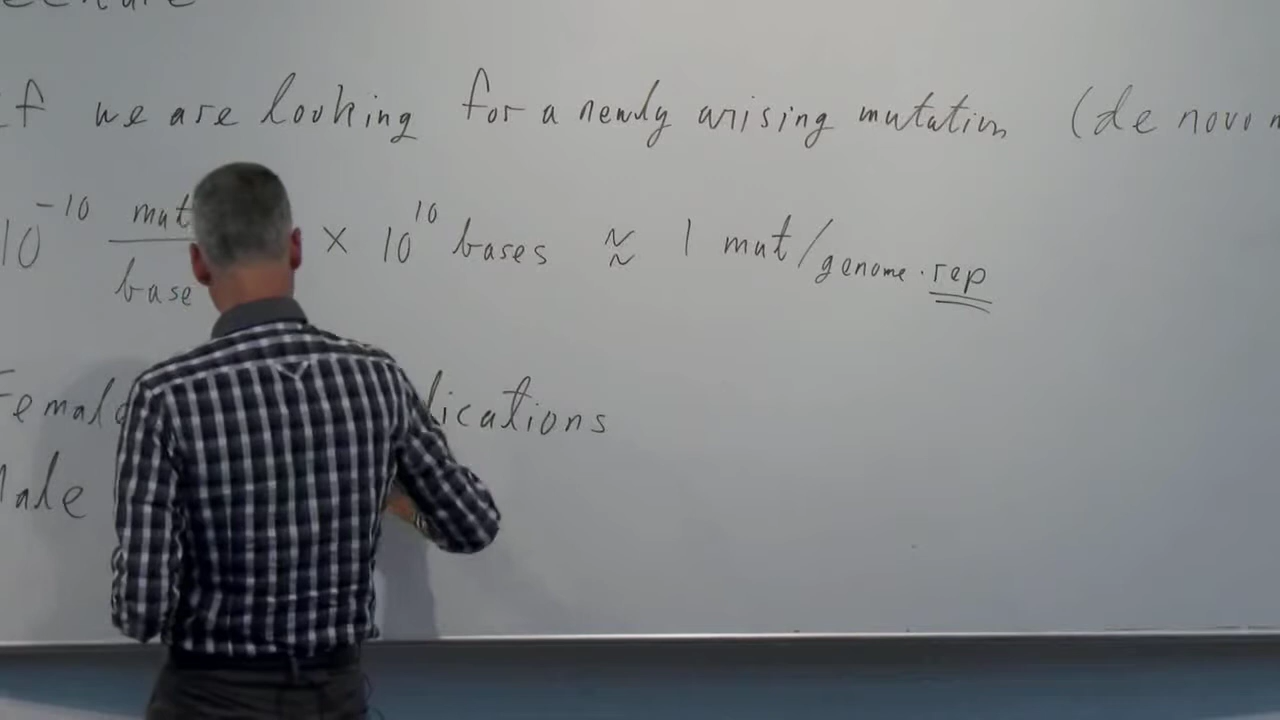 If we are looking for a newly arising mutation (de novo
10^-10 mut/base × 10^10 bases ≈ 1 mut/genome·rep
Female
Male